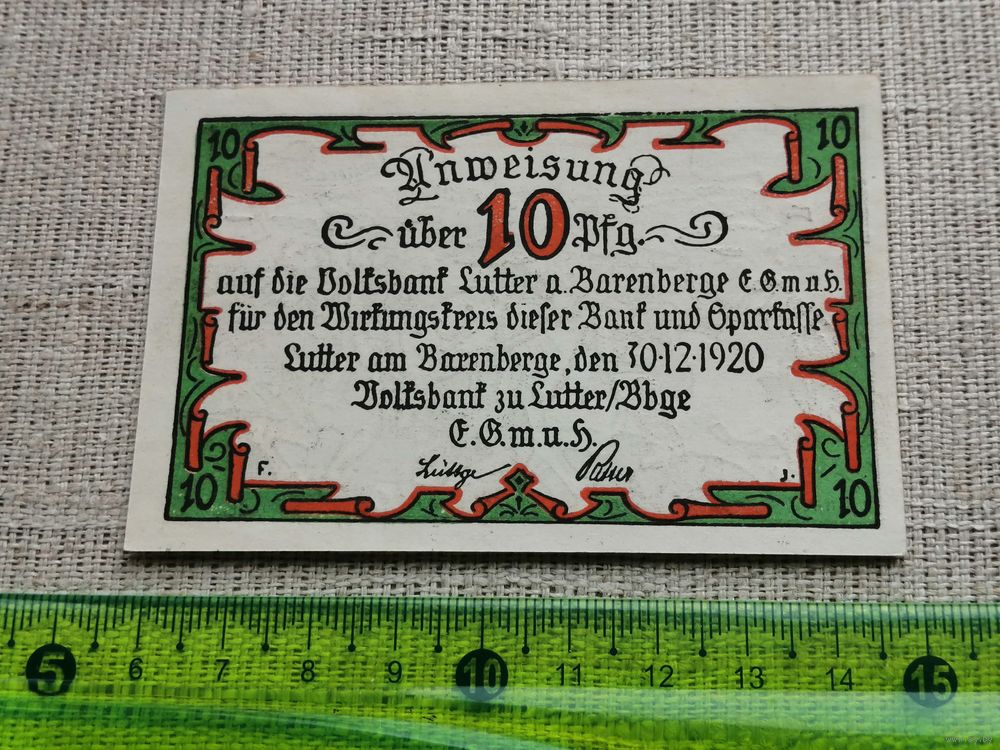 10 10
Anweisung
über 10 Pfg.
auf die Volksbank Lutter a. Barenberge E.G.m.u.H.
für den Wirkungskreis dieser Bank und Sparkasse
Lutter am Barenberge, den 30·12·1920
Volksbank zu Lutter/Bbge
E.G.m.u.H.
F. Lüttge J.
10 10
5 6 7 8 9 10 11 12 13 14 15